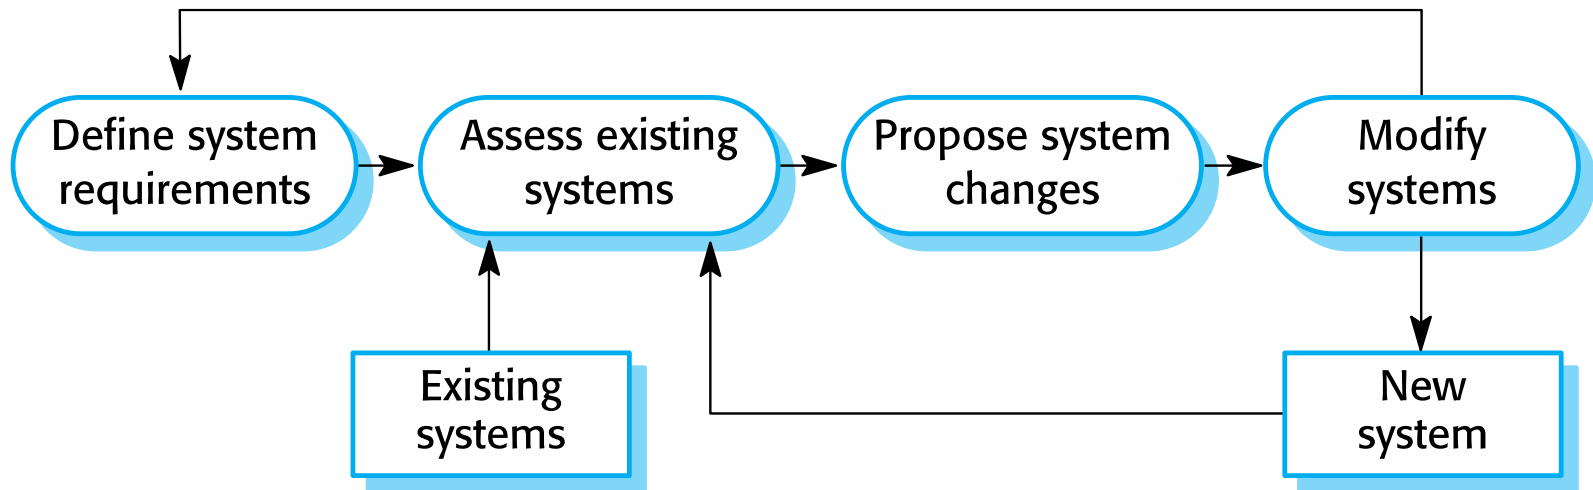 Define system
requirements
Assess existing
systems
Propose system
changes
Modify
systems
Existing
systems
New
system